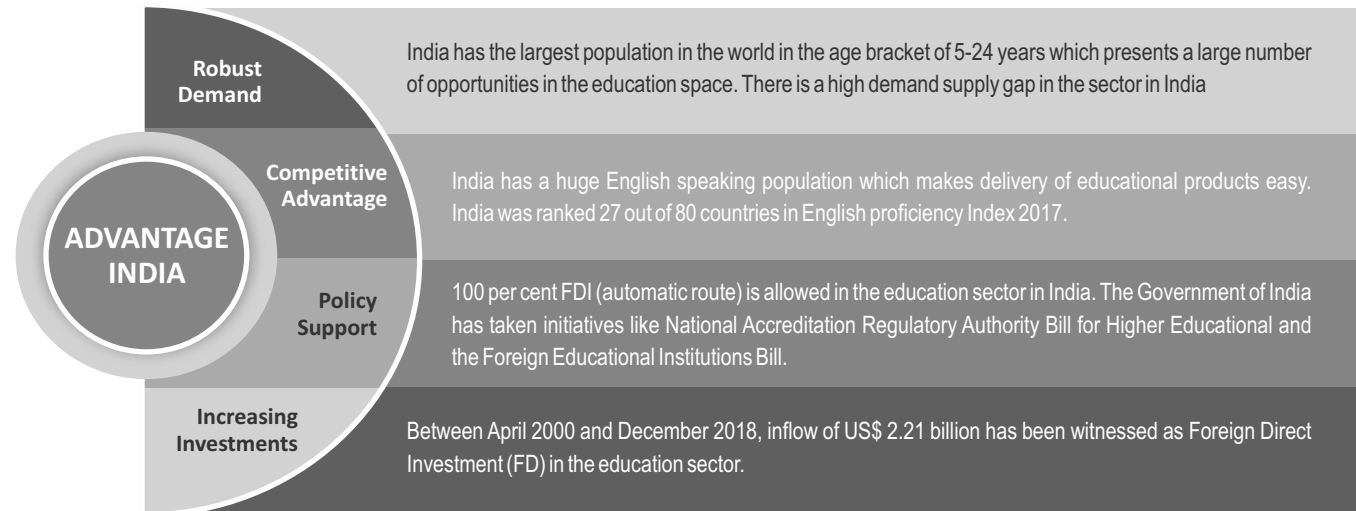 ADVANTAGE
INDIA
Robust
Demand
India has the largest population in the world in the age bracket of 5-24 years which presents a large number
of opportunities in the education space. There is a high demand supply gap in the sector in India
Competitive
Advantage
India has a huge English speaking population which makes delivery of educational products easy.
India was ranked 27 out of 80 countries in English proficiency Index 2017.
Policy
Support
100 per cent FDI (automatic route) is allowed in the education sector in India. The Government of India
has taken initiatives like National Accreditation Regulatory Authority Bill for Higher Educational and
the Foreign Educational Institutions Bill.
Increasing
Investments
Between April 2000 and December 2018, inflow of US$ 2.21 billion has been witnessed as Foreign Direct
Investment (FD) in the education sector.